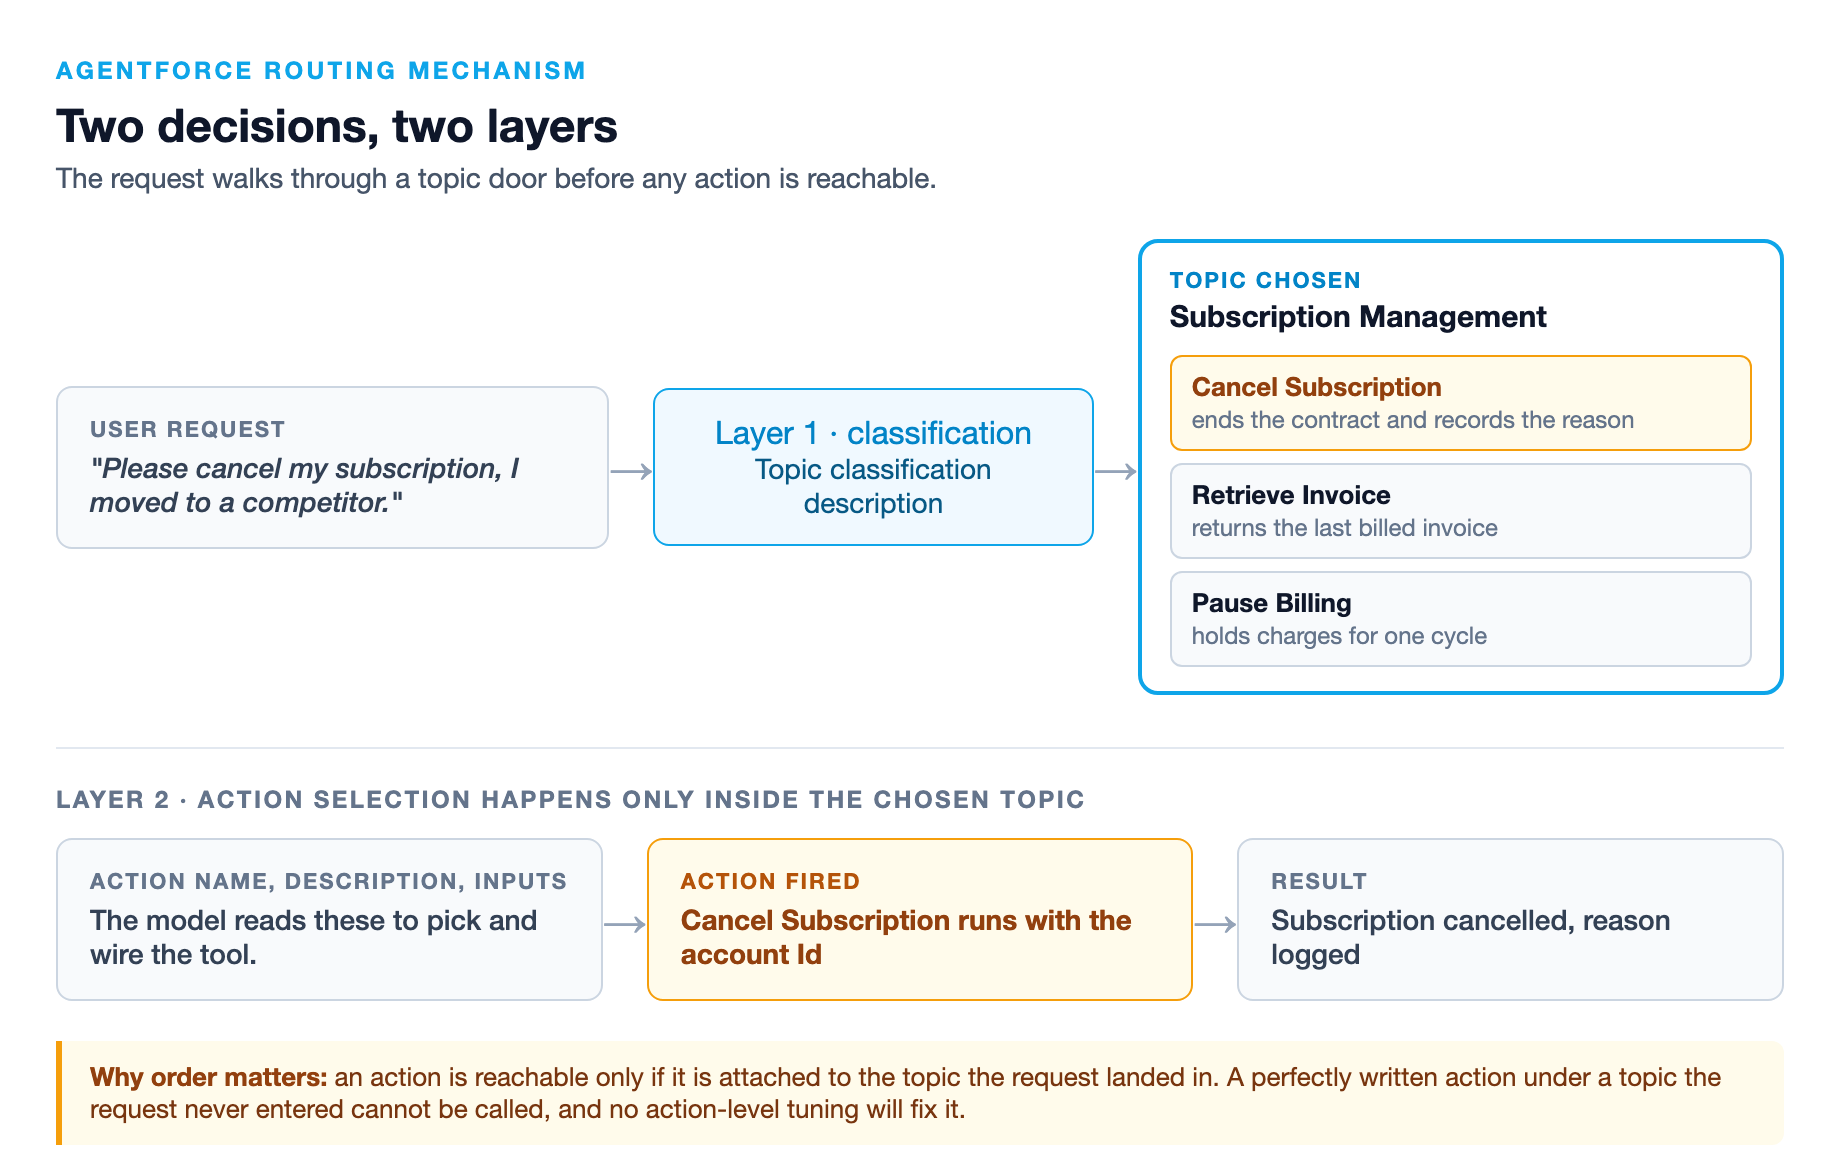 AGENTFORCE ROUTING MECHANISM
Two decisions, two layers
The request walks through a topic door before any action is reachable.
USER REQUEST
"Please cancel my subscription, I
moved to a competitor."
Layer 1 · classification
Topic classification
description
TOPIC CHOSEN
Subscription Management
Cancel Subscription
ends the contract and records the reason
Retrieve Invoice
returns the last billed invoice
Pause Billing
holds charges for one cycle
LAYER 2 · ACTION SELECTION HAPPENS ONLY INSIDE THE CHOSEN TOPIC
ACTION NAME, DESCRIPTION, INPUTS
The model reads these to pick and
wire the tool.
ACTION FIRED
Cancel Subscription runs with the
account Id
RESULT
Subscription cancelled, reason
logged
Why order matters: an action is reachable only if it is attached to the topic the request landed in. A perfectly written action under a topic the
request never entered cannot be called, and no action-level tuning will fix it.